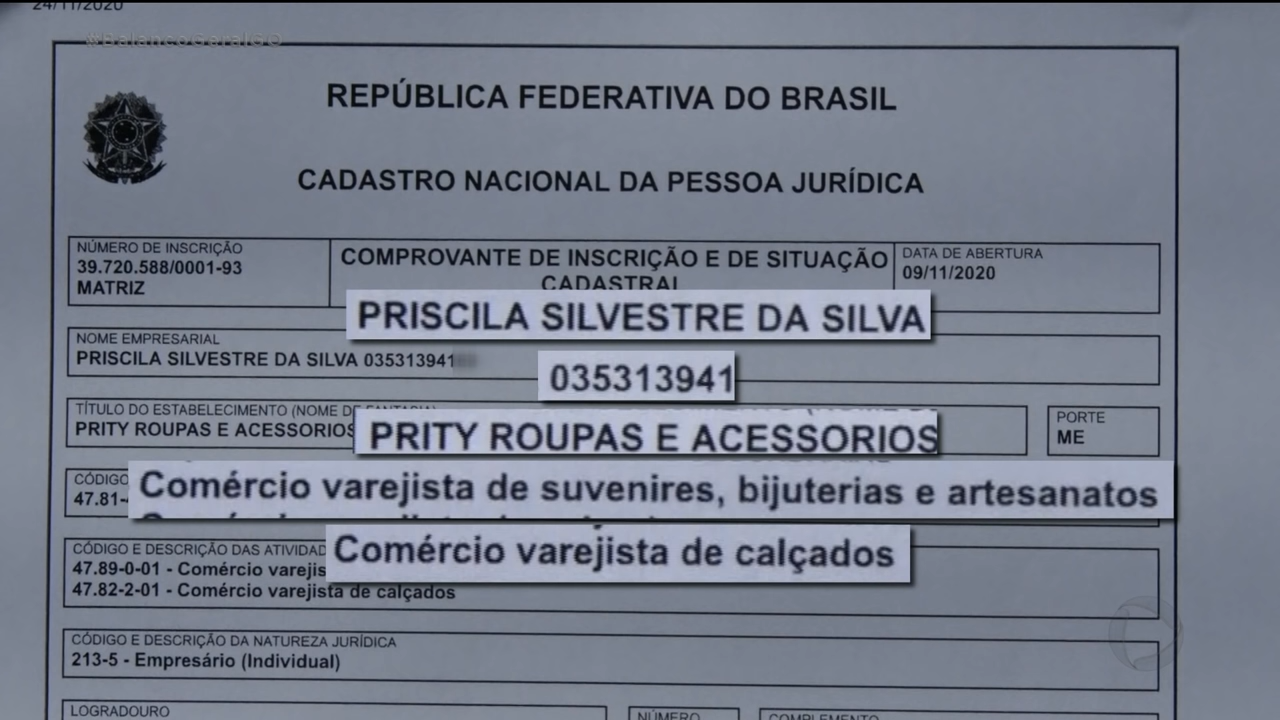 24/11/2020
#BalancoGeralGO
REPÚBLICA FEDERATIVA DO BRASIL
CADASTRO NACIONAL DA PESSOA JURÍDICA
NÚMERO DE INSCRIÇÃO
39.720.588/0001-93
MATRIZ
COMPROVANTE DE INSCRIÇÃO E DE SITUAÇÃO
CADASTRAL
DATA DE ABERTURA
09/11/2020
PRISCILA SILVESTRE DA SILVA
NOME EMPRESARIAL
PRISCILA SILVESTRE DA SILVA 035313941
035313941
TÍTULO DO ESTABELECIMENTO (NOME DE FANTASIA)
PRITY ROUPAS E ACESSORIOS
PRITY ROUPAS E ACESSORIOS
PORTE
ME
CÓDIGO
47.81-
Comércio varejista de suvenires, bijuterias e artesanatos
CÓDIGO E DESCRIÇÃO DAS ATIVIDAD
47.89-0-01 - Comércio varejis
47.82-2-01 - Comércio varejista de calçados
Comércio varejista de calçados
CÓDIGO E DESCRIÇÃO DA NATUREZA JURÍDICA
213-5 - Empresário (Individual)
LOGRADOURO
NÚMERO
COMPLEMENTO